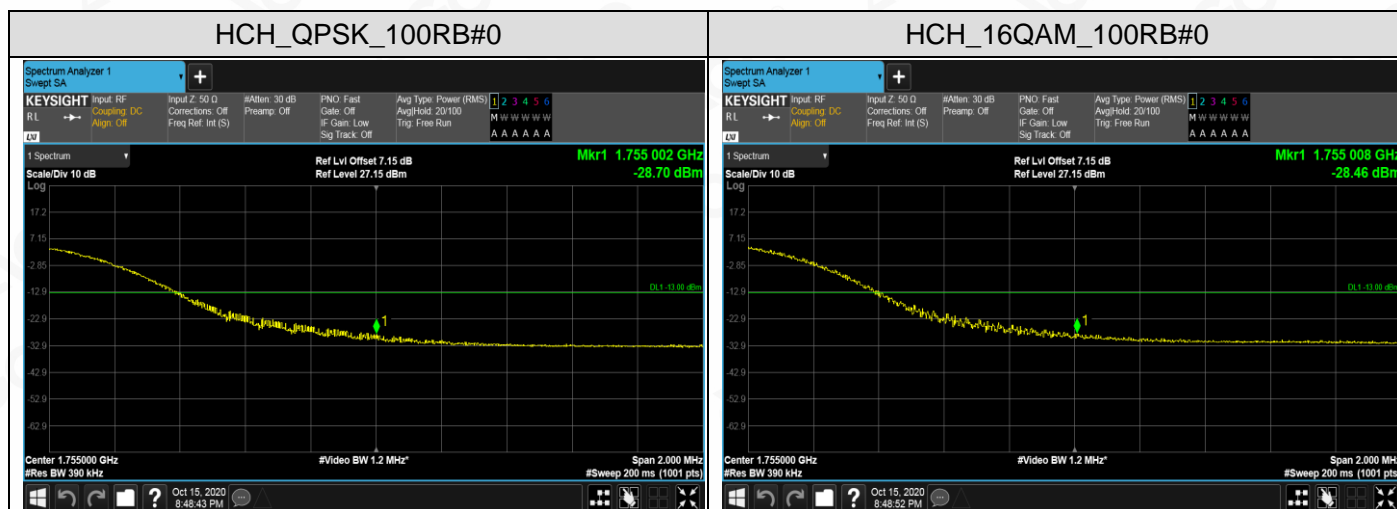 HCH_QPSK_100RB#0
Spectrum Analyzer 1
Swept SA
+
KEYSIGHT
RL
LXI
Input: RF
Coupling: DC
Align: Off
Input Z: 50 Ω
Corrections: Off
Freq Ref: Int (S)
#Atten: 30 dB
Preamp: Off
PNO: Fast
Gate: Off
IF Gain: Low
Sig Track: Off
Avg Type: Power (RMS)
Avg|Hold: 20/100
Trig: Free Run
1 2 3 4 5 6
M W W W W W
A A A A A A
1 Spectrum
Scale/Div 10 dB
Ref Lvl Offset 7.15 dB
Ref Level 27.15 dBm
Mkr1 1.755 002 GHz
-28.70 dBm
Log
17.2
7.15
-2.85
-12.9
DL1 -13.00 dBm
-22.9
1
-32.9
-42.9
-52.9
-62.9
Center 1.755000 GHz
#Video BW 1.2 MHz*
Span 2.000 MHz
#Res BW 390 kHz
#Sweep 200 ms (1001 pts)
?
Oct 15, 2020
8:48:43 PM
HCH_16QAM_100RB#0
Spectrum Analyzer 1
Swept SA
+
KEYSIGHT
RL
LXI
Input: RF
Coupling: DC
Align: Off
Input Z: 50 Ω
Corrections: Off
Freq Ref: Int (S)
#Atten: 30 dB
Preamp: Off
PNO: Fast
Gate: Off
IF Gain: Low
Sig Track: Off
Avg Type: Power (RMS)
Avg|Hold: 20/100
Trig: Free Run
1 2 3 4 5 6
M W W W W W
A A A A A A
1 Spectrum
Scale/Div 10 dB
Ref Lvl Offset 7.15 dB
Ref Level 27.15 dBm
Mkr1 1.755 008 GHz
-28.46 dBm
Log
17.2
7.15
-2.85
-12.9
DL1 -13.00 dBm
-22.9
1
-32.9
-42.9
-52.9
-62.9
Center 1.755000 GHz
#Video BW 1.2 MHz*
Span 2.000 MHz
#Res BW 390 kHz
#Sweep 200 ms (1001 pts)
?
Oct 15, 2020
8:48:52 PM